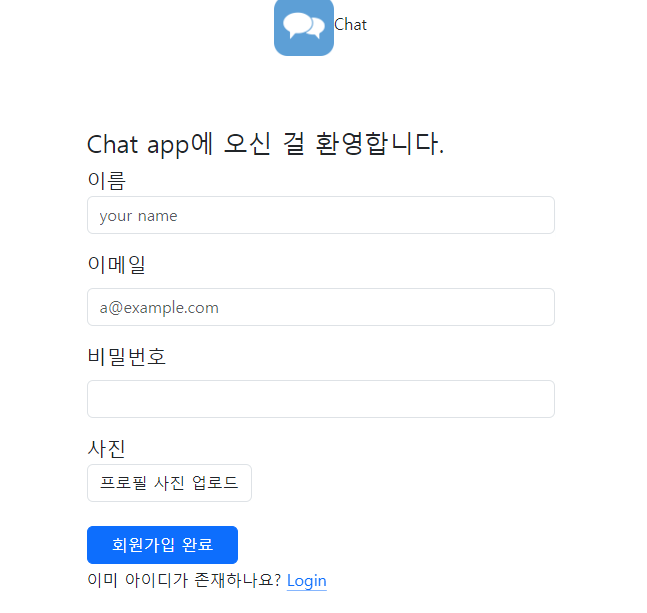 Chat
Chat app에 오신 걸 환영합니다.
이름
your name
이메일
a@example.com
비밀번호
사진
프로필 사진 업로드
회원가입 완료
이미 아이디가 존재하나요? Login